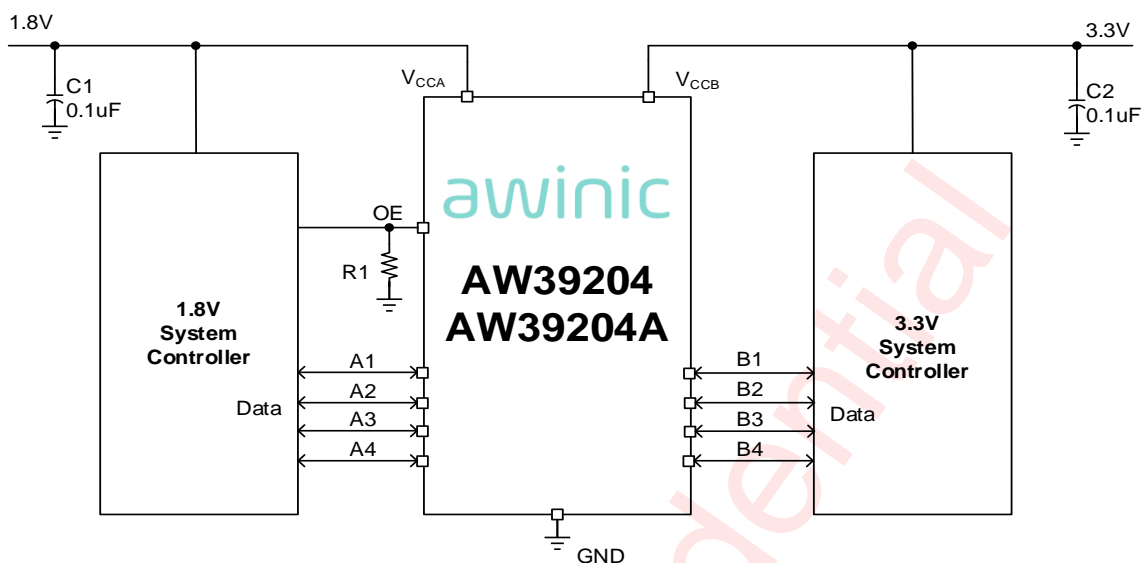 1.8V
3.3V
C1
0.1uF
VCCA
VCCB
C2
0.1uF
awinic
OE
R1
AW39204
AW39204A
1.8V
System
Controller
3.3V
System
Controller
A1
A2
A3
A4
Data
B1
B2
B3
B4
Data
GND